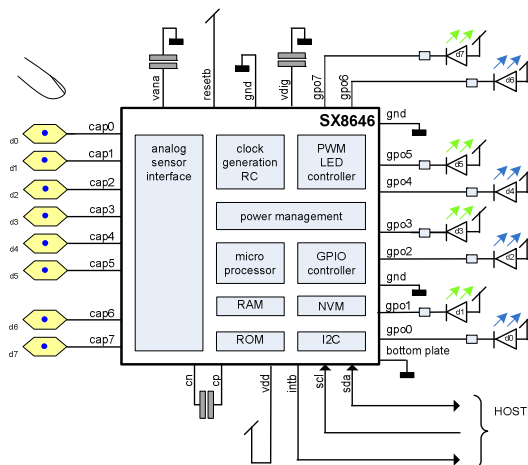 vana
resetb
gnd
vdig
gpo7
gpo6
d7
d6
SX8646
gnd
d0
cap0
d1
cap1
d2
cap2
d3
cap3
d4
cap4
d5
cap5
d6
cap6
d7
cap7
analog
sensor
interface
clock
generation
RC
PWM
LED
controller
power management
micro
processor
GPIO
controller
RAM
NVM
ROM
I2C
gpo5
d5
gpo4
d4
gpo3
d3
gpo2
d2
gnd
gpo1
d1
gpo0
d0
bottom plate
cn
cp
vdd
intb
scl
sda
HOST